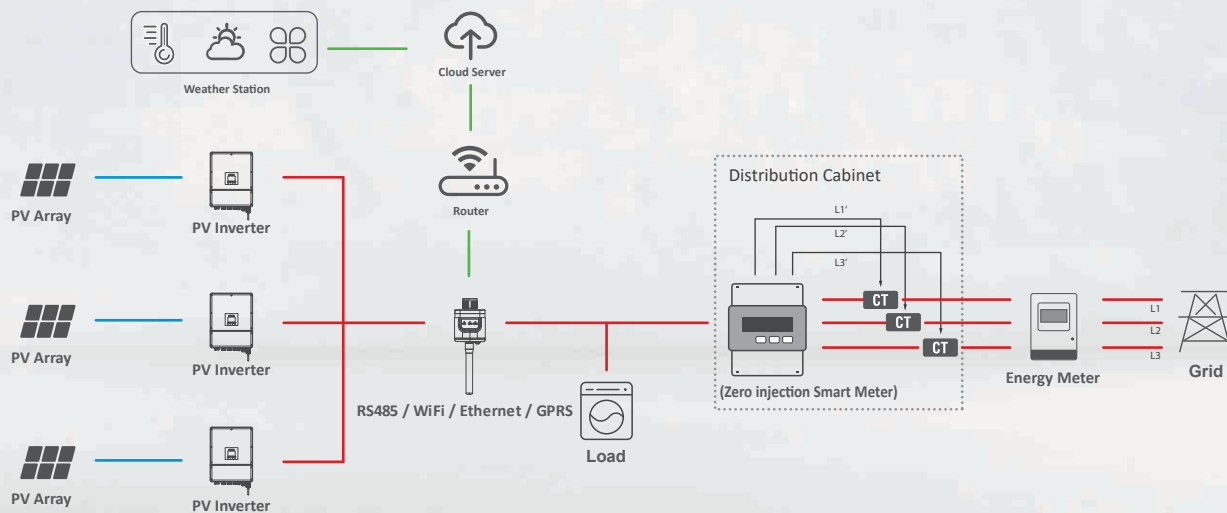 Weather Station
Cloud Server
Router
PV Array
PV Inverter
PV Array
PV Inverter
PV Array
PV Inverter
RS485 / WiFi / Ethernet / GPRS
Load
Distribution Cabinet
L1'
L2'
L3'
CT
CT
CT
(Zero injection Smart Meter)
Energy Meter
L1
L2
L3
Grid